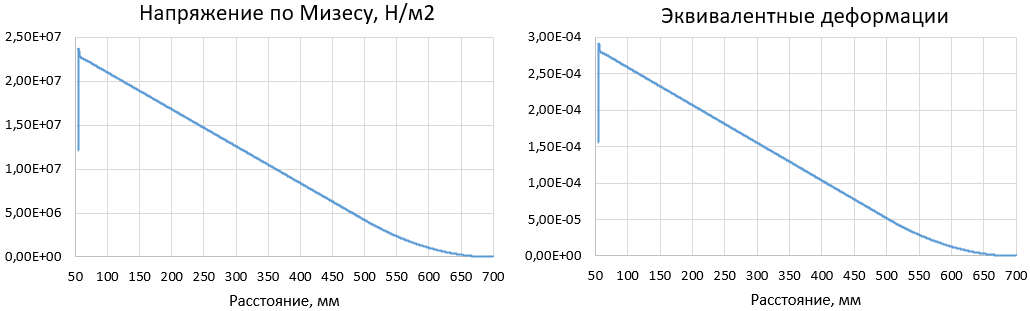 Напряжение по Мизесу, Н/м2
2,50E+07
2,00E+07
1,50E+07
1,00E+07
5,00E+06
0,00E+00
50 100 150 200 250 300 350 400 450 500 550 600 650 700
Расстояние, мм
Эквивалентные деформации
3,00E-04
2,50E-04
2,00E-04
1,50E-04
1,00E-04
5,00E-05
0,00E+00
50 100 150 200 250 300 350 400 450 500 550 600 650 700
Расстояние, мм